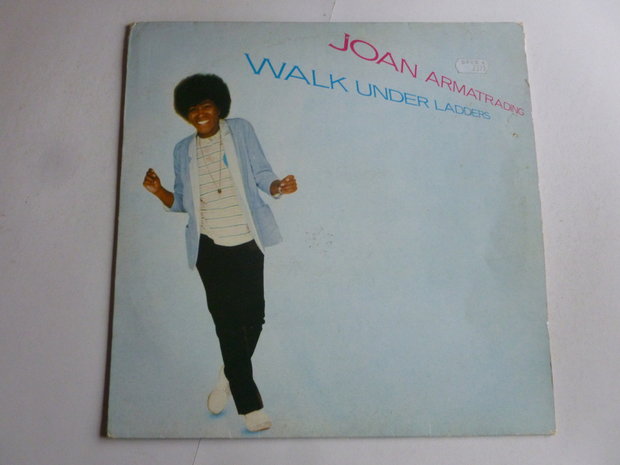 JOAN ARMATRADING
WALK UNDER LADDERS